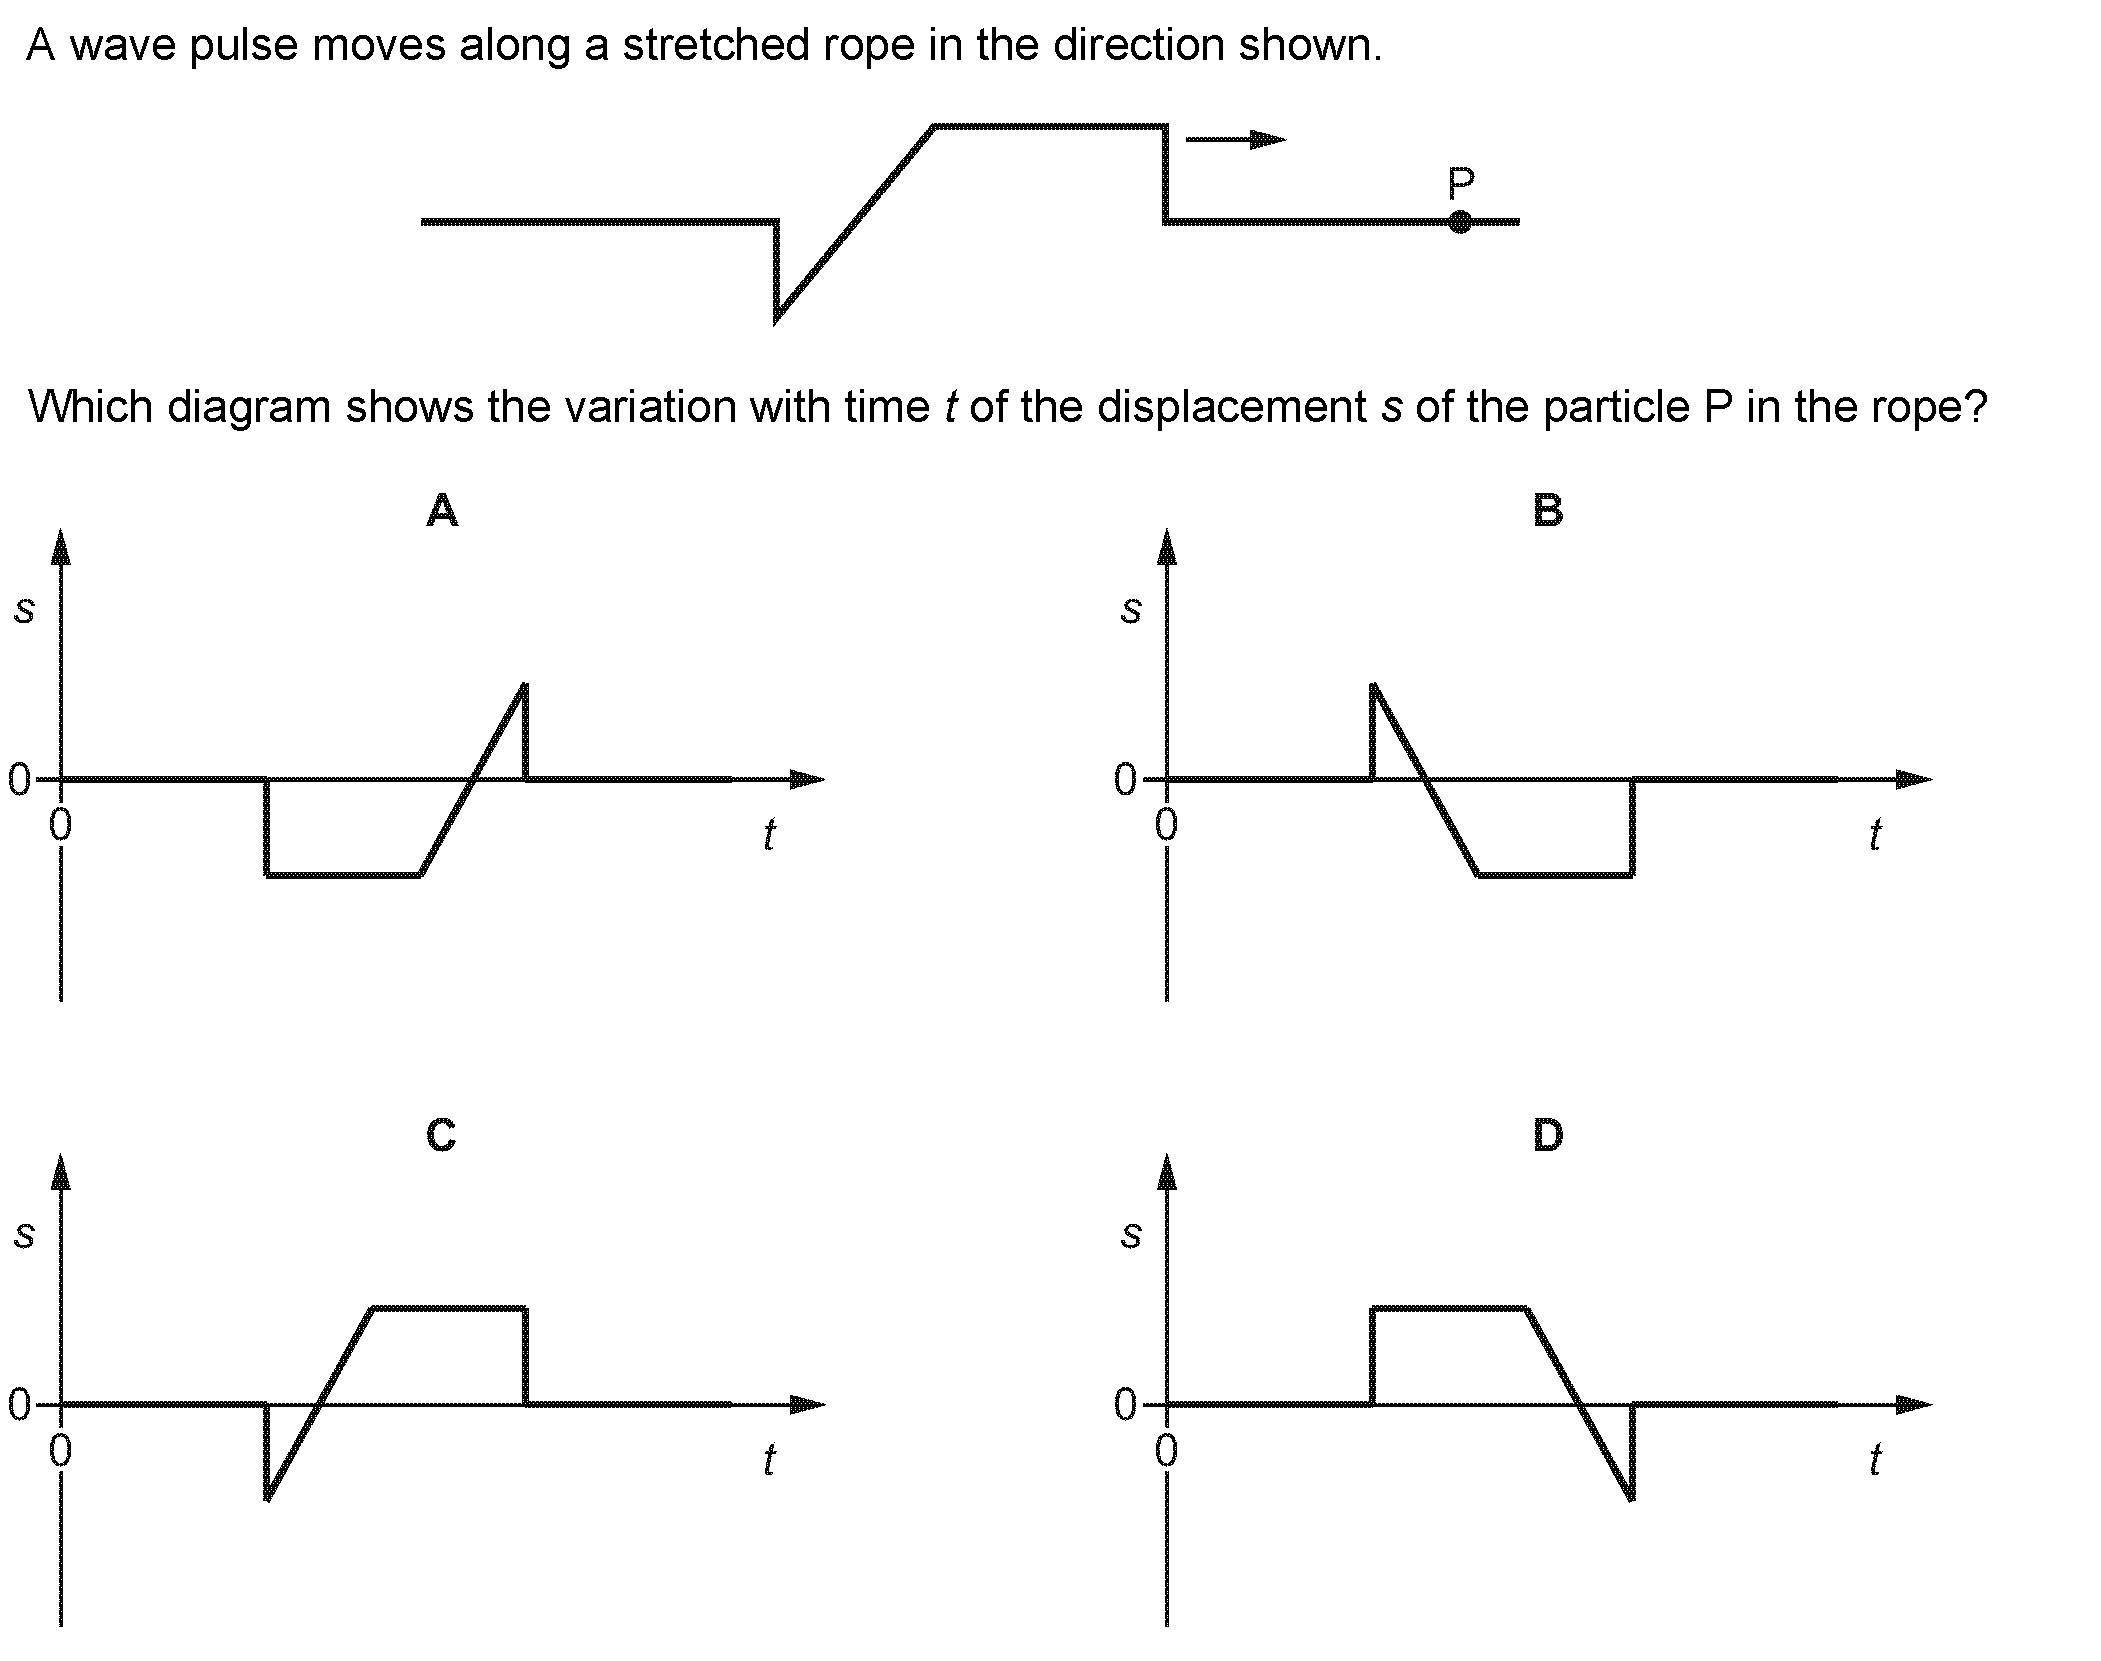 A wave pulse moves along a stretched rope in the direction shown.
P
Which diagram shows the variation with time t of the displacement s of the particle P in the rope?
A
s
0
0
t
B
s
0
0
t
C
s
0
0
t
D
s
0
0
t